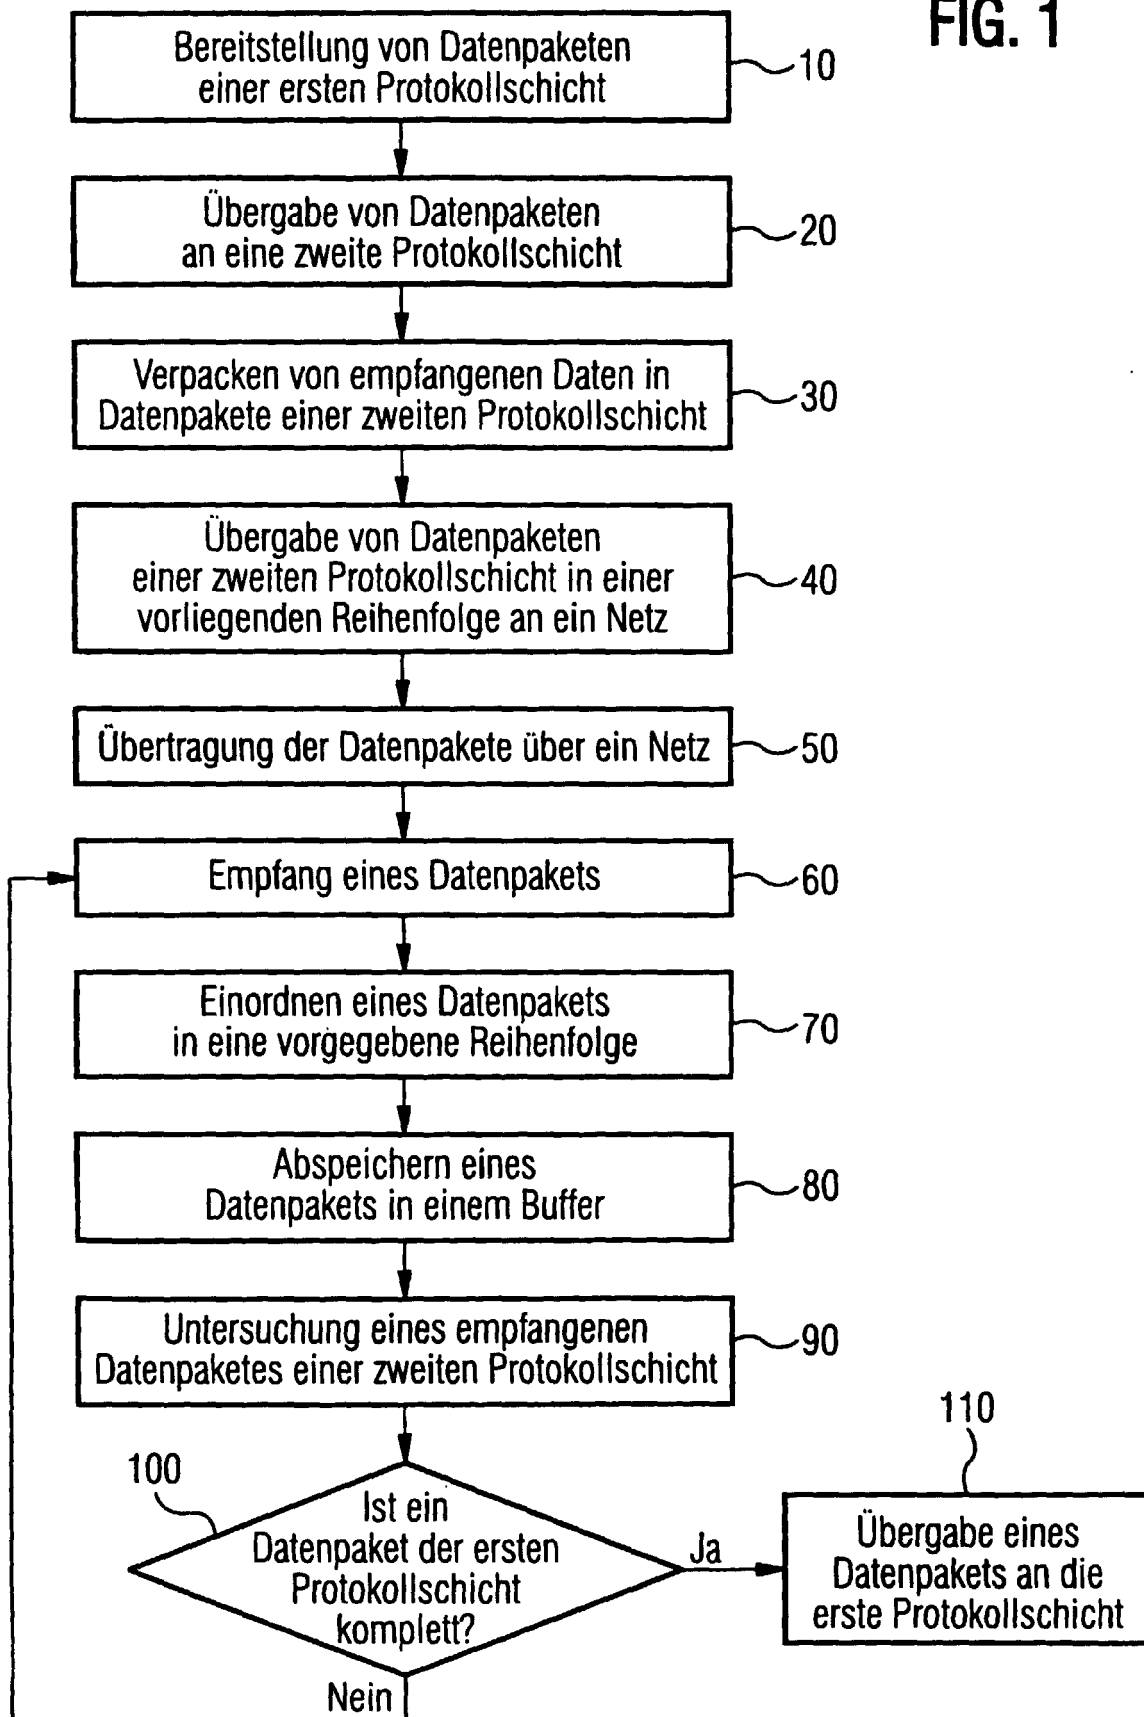 FIG. 1
Bereitstellung von Datenpaketen
einer ersten Protokollschicht
10
Übergabe von Datenpaketen
an eine zweite Protokollschicht
20
Verpacken von empfangenen Daten in
Datenpakete einer zweiten Protokollschicht
30
Übergabe von Datenpaketen
einer zweiten Protokollschicht in einer
vorliegenden Reihenfolge an ein Netz
40
Übertragung der Datenpakete über ein Netz
50
Empfang eines Datenpakets
60
Einordnen eines Datenpakets
in eine vorgegebene Reihenfolge
70
Abspeichern eines
Datenpakets in einem Buffer
80
Untersuchung eines empfangenen
Datenpaketes einer zweiten Protokollschicht
90
100
Ist ein
Datenpaket der ersten
Protokollschicht
komplett?
Ja
110
Übergabe eines
Datenpakets an die
erste Protokollschicht
Nein